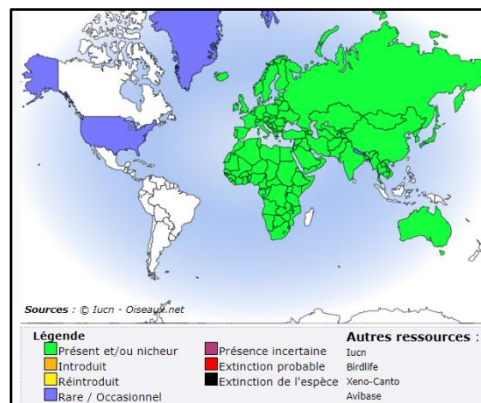 Sources : © Iucn - Oiseaux.net
Légende
Présent et/ou nicheur
Introduit
Réintroduit
Rare / Occasionnel
Présence incertaine
Extinction probable
Extinction de l'espèce
Autres ressources :
Iucn
Birdlife
Xeno-Canto
Avibase